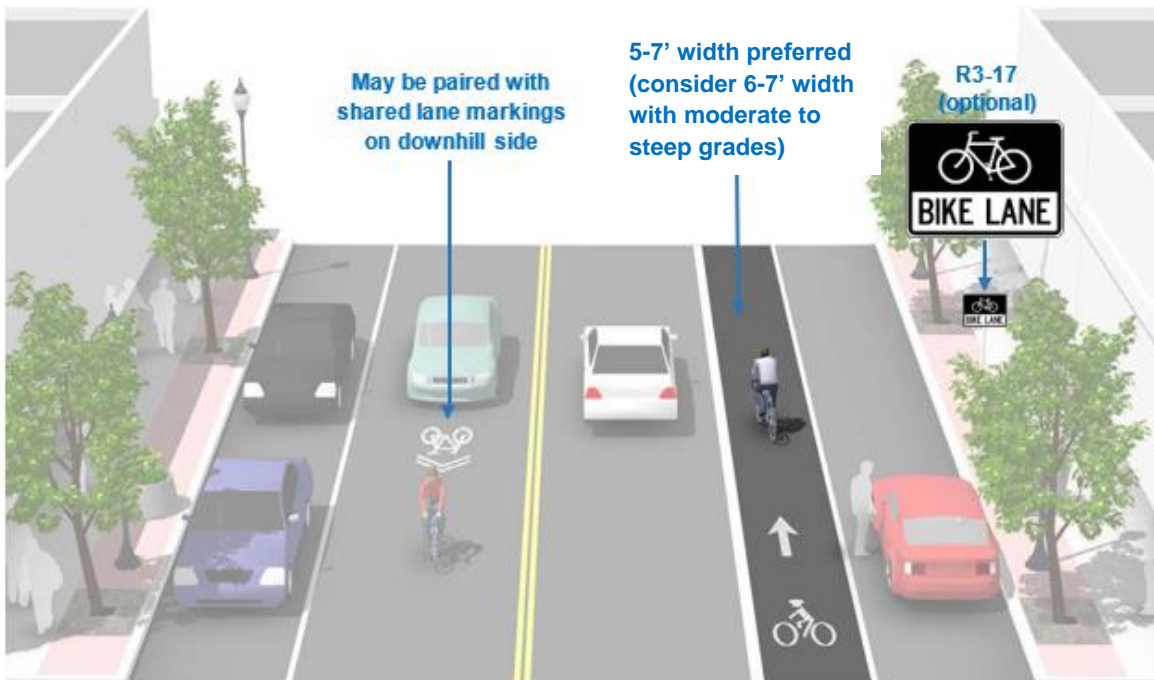 May be paired with
shared lane markings
on downhill side
5-7’ width preferred
(consider 6-7’ width
with moderate to
steep grades)
R3-17
(optional)
BIKE LANE
BIKE LANE